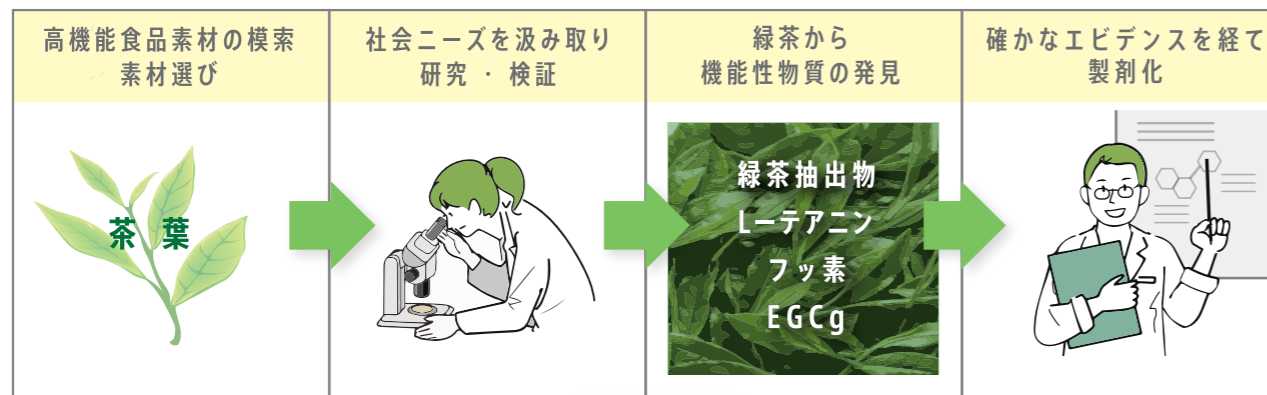 高機能食品素材の模索
素材選び
社会ニーズを汲み取り
研究 ・ 検証
緑茶から
機能性物質の発見
確かなエビデンスを経て
製剤化
茶 葉
緑茶抽出物
L－テアニン
フッ素
EGCg